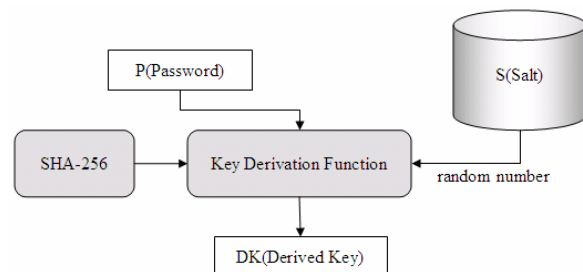 P(Password)
S(Salt)
SHA-256
Key Derivation Function
random number
DK(Derived Key)